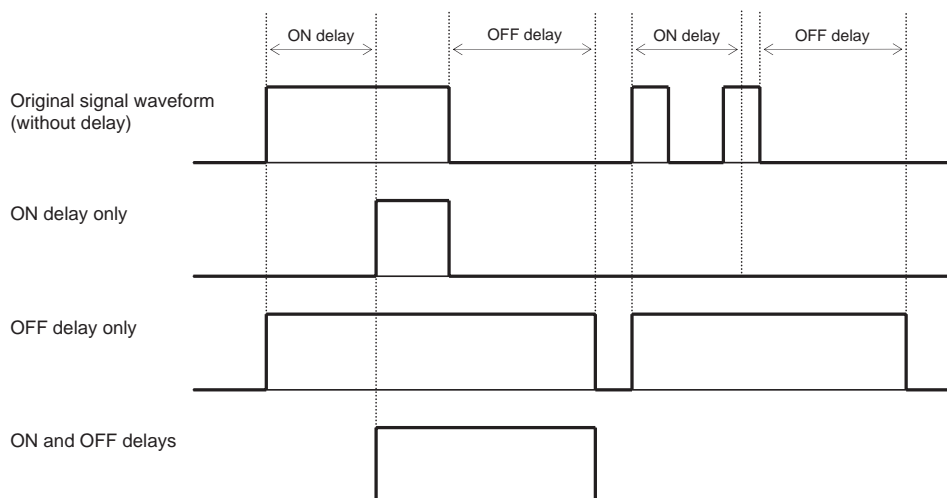 ON delay
OFF delay
ON delay
OFF delay
Original signal waveform
(without delay)
ON delay only
OFF delay only
ON and OFF delays